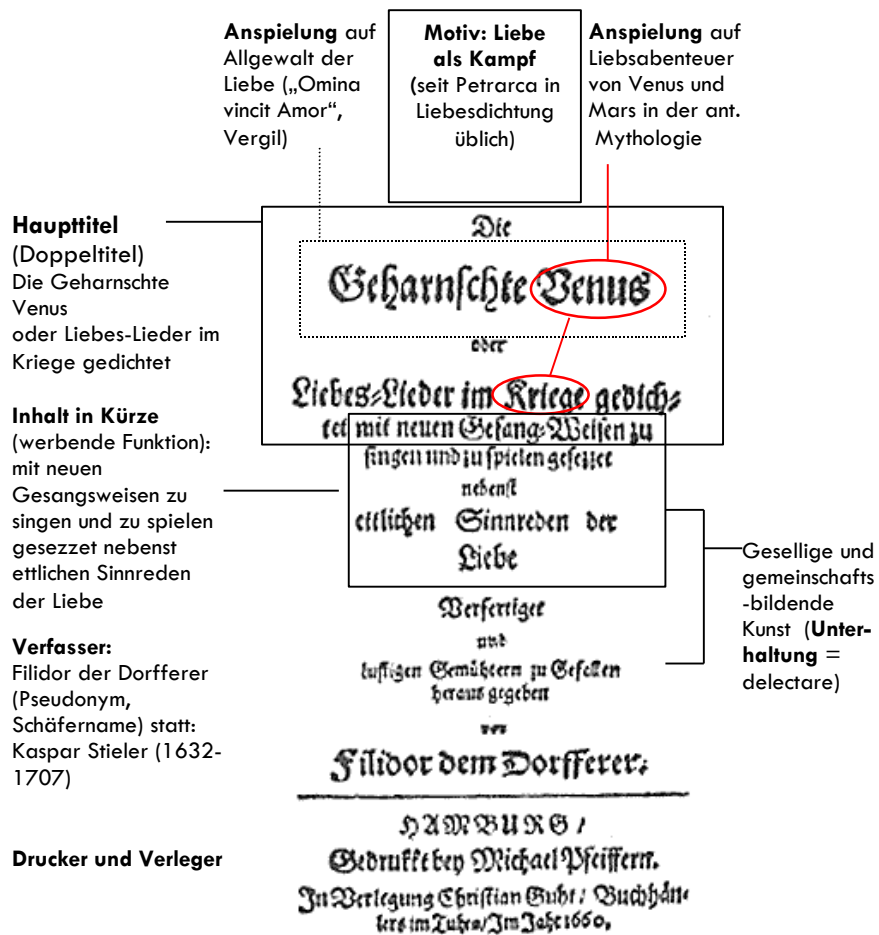 Anspielung auf
Allgewalt der
Liebe („Omina
vincit Amor“,
Vergil)
Motiv: Liebe
als Kampf
(seit Petrarca in
Liebesdichtung
üblich)
Anspielung auf
Liebsabenteuer
von Venus und
Mars in der ant.
Mythologie
Haupttitel
(Doppeltitel)
Die Geharnschte
Venus
oder Liebes-Lieder im
Kriege gedichtet
Inhalt in Kürze
(werbende Funktion):
mit neuen
Gesangsweisen zu
singen und zu spielen
gesezzet nebenst
ettlichen Sinnreden
der Liebe
Verfasser:
Filidor der Dorfferer
(Pseudonym,
Schäfername) statt:
Kaspar Stieler (1632-
1707)
Drucker und Verleger
Die
Geharnschte Venus
oder
Liebes-Lieder im Kriege gedich-
tet mit neuen Gesang-Weisen zu
singen und zu spielen gesezzet
nebenst
ettlichen Sinnreden der
Liebe
Verfertiget
und
lustigen Gemühtern zu Gefallen
heraus gegeben
von
Filidor dem Dorfferer.
HAMBURG /
Gedrukkt bey Michael Pfeiffern.
In Verlegung Christian Guht / Buchhän-
lers im Tuhm / Im Jahr 1660.
Gesellige und
gemeinschafts
-bildende
Kunst (Unter-
haltung =
delectare)